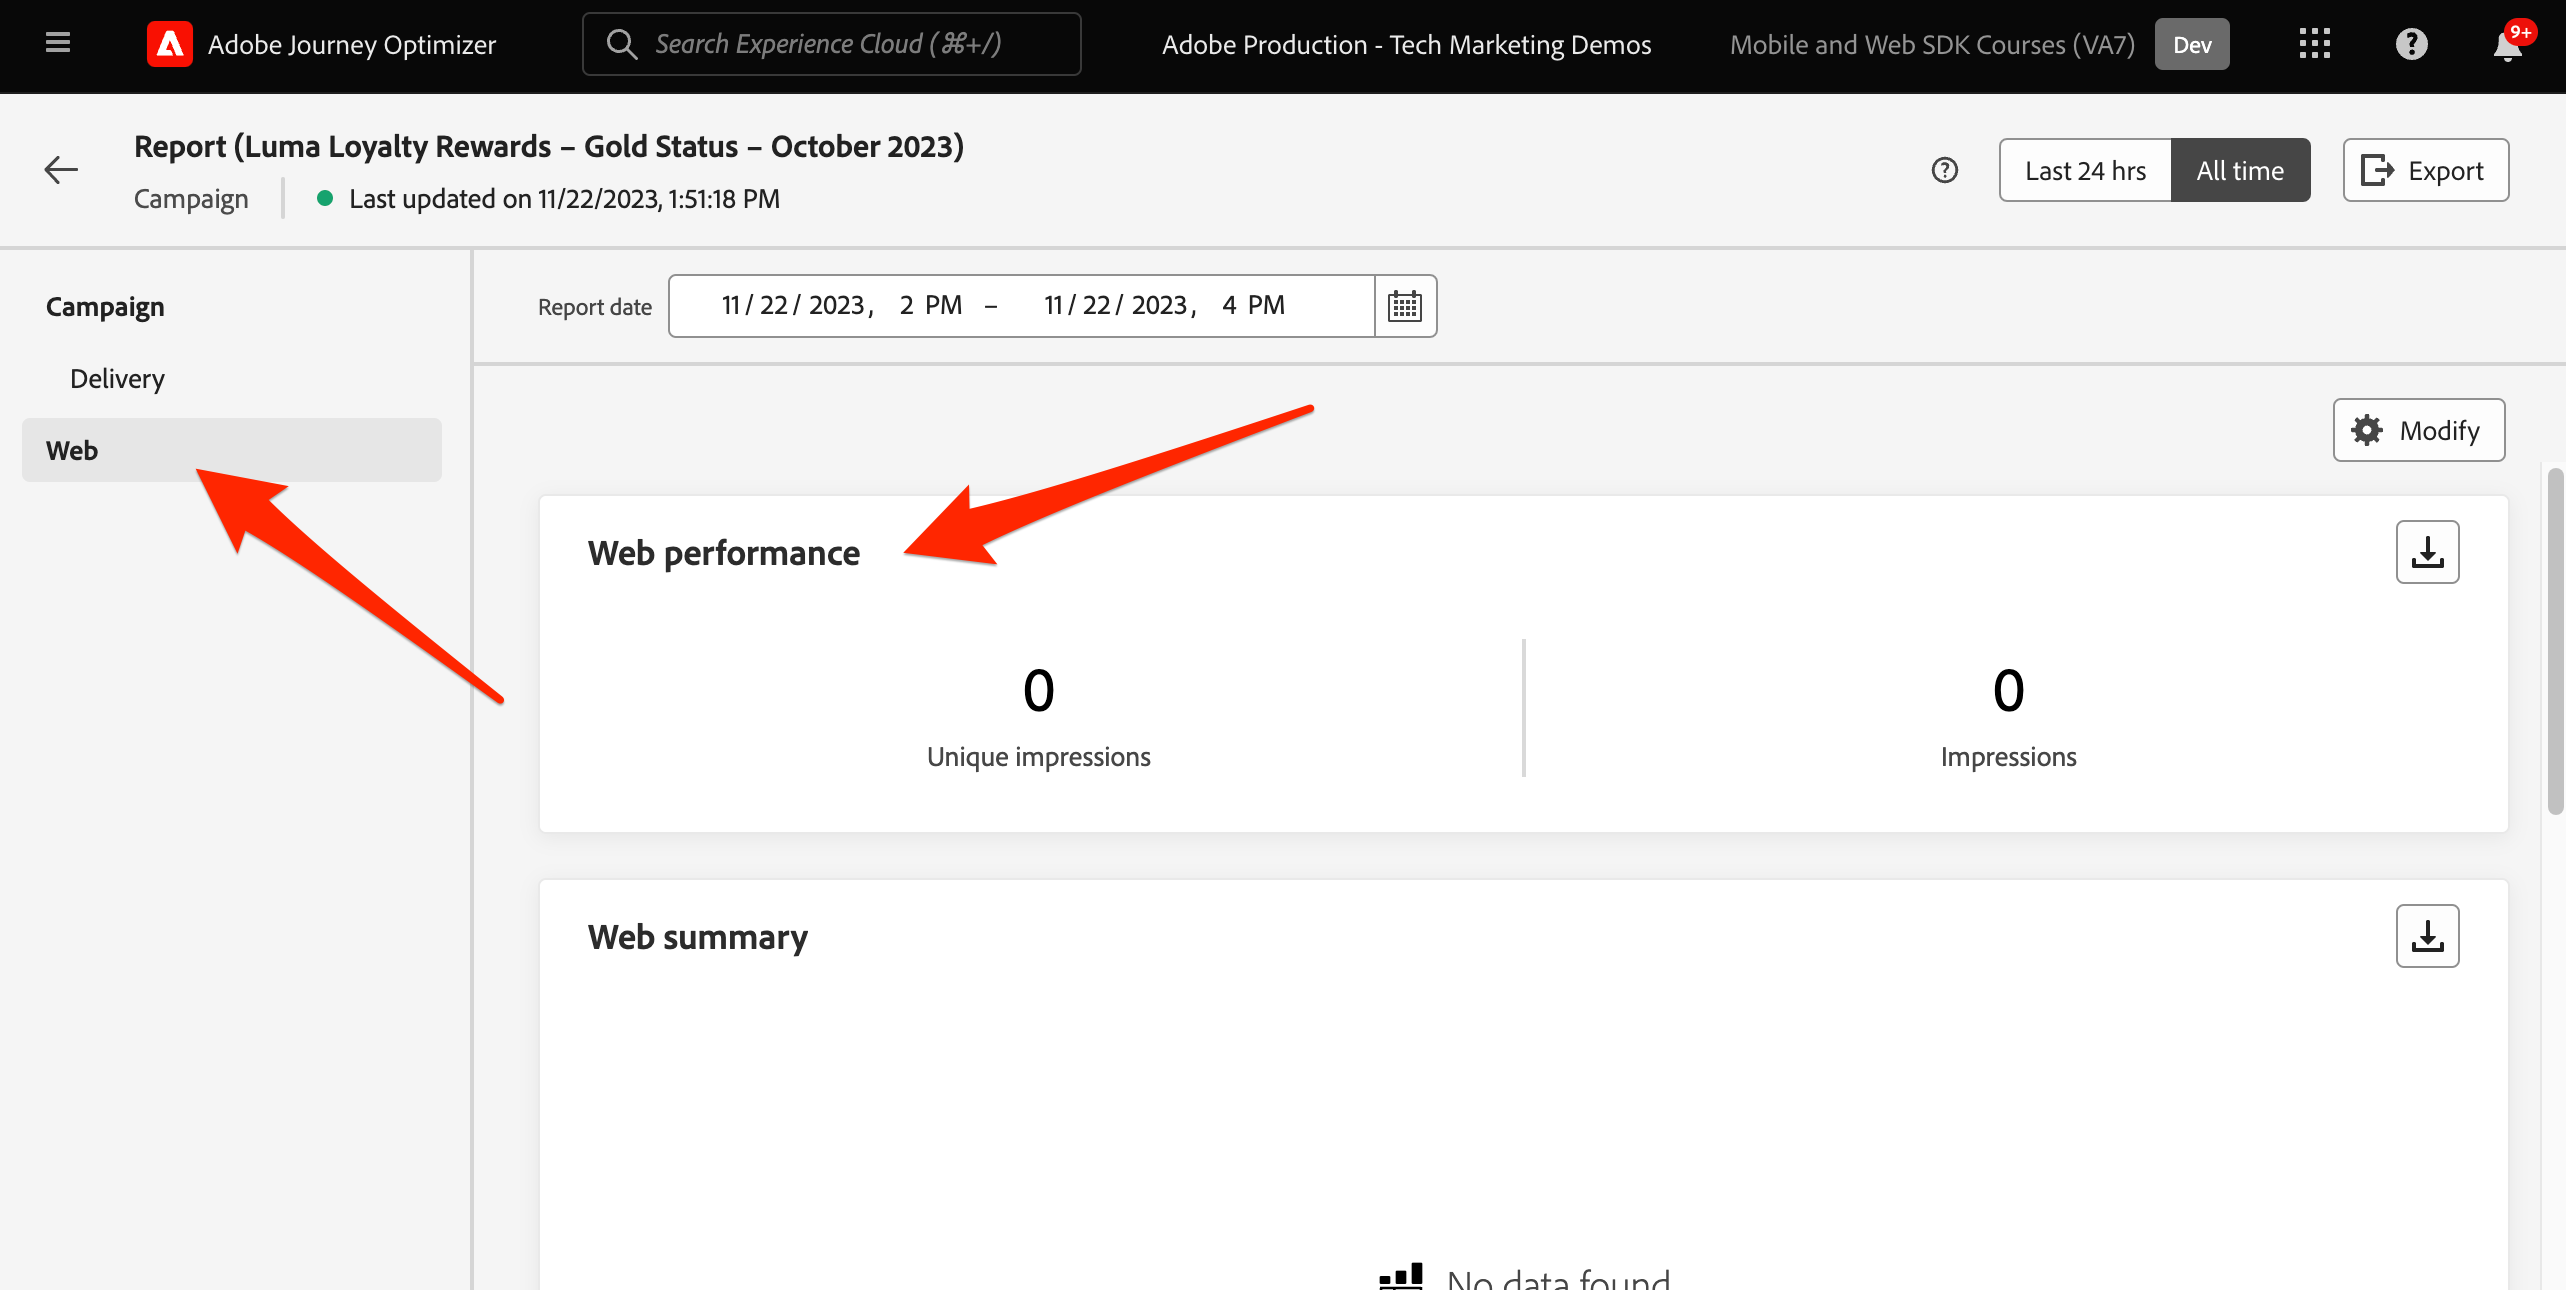 Adobe Journey Optimizer
Search Experience Cloud (⌘+/)
Adobe Production - Tech Marketing Demos
Mobile and Web SDK Courses (VA7)
Dev
9+
Report (Luma Loyalty Rewards – Gold Status – October 2023)
Campaign
Last updated on 11/22/2023, 1:51:18 PM
Last 24 hrs
All time
Export
Campaign
Delivery
Web
Report date
11/22/2023, 2 PM – 11/22/2023, 4 PM
Modify
Web performance
0
Unique impressions
0
Impressions
Web summary
No data found